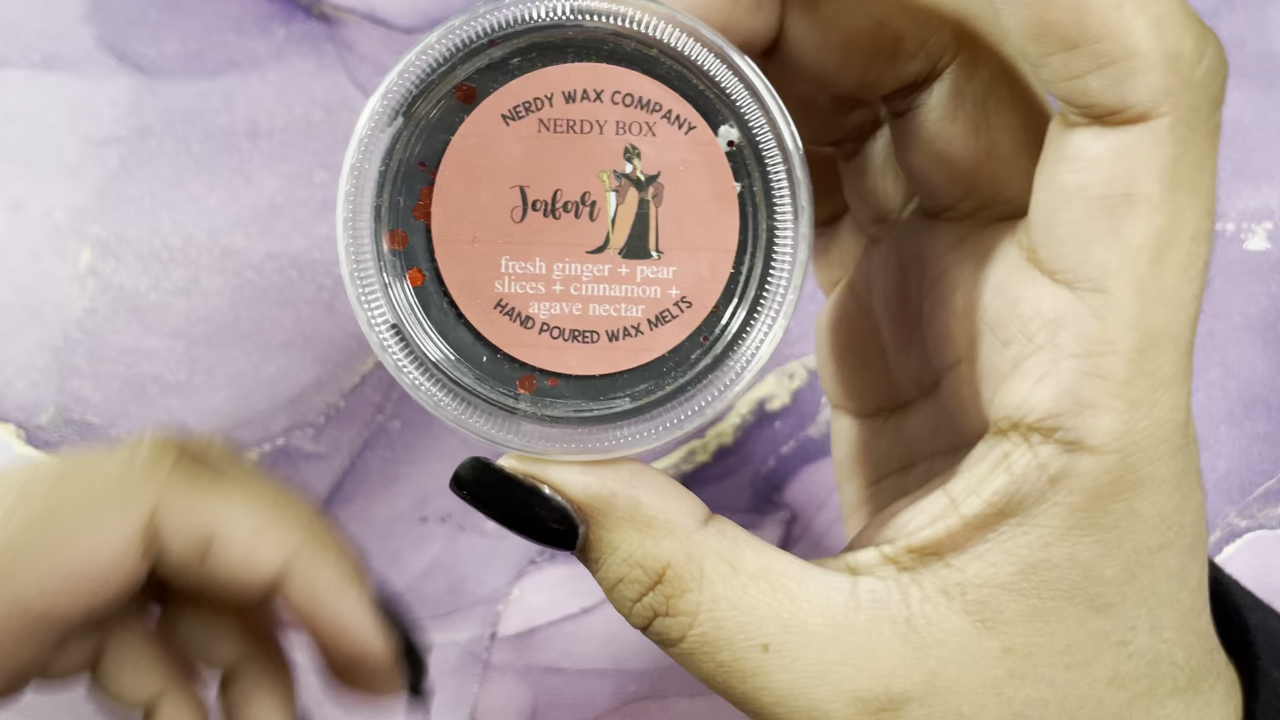 NERDY WAX COMPANY
NERDY BOX
Jafar
fresh ginger + pear
slices + cinnamon +
agave nectar
HAND POURED WAX MELTS